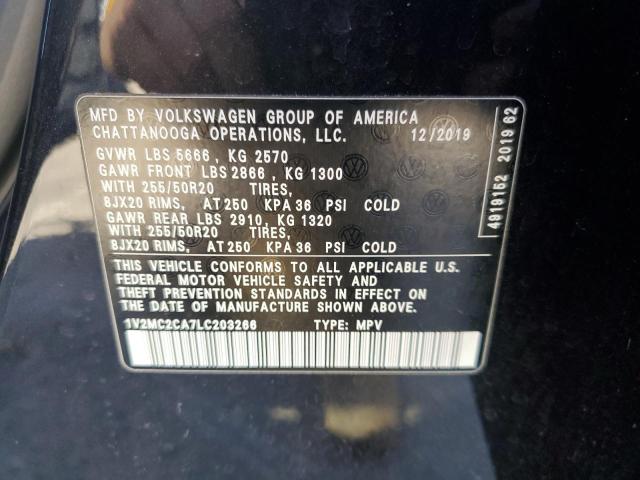 MFD BY VOLKSWAGEN GROUP OF AMERICA
CHATTANOOGA OPERATIONS, LLC. 12/2019
GVWR LBS 5666 , KG 2570
GAWR FRONT LBS 2866 , KG 1300
WITH 255/50R20 TIRES,
8JX20 RIMS, AT 250 KPA 36 PSI COLD
GAWR REAR LBS 2910, KG 1320
WITH 255/50R20 TIRES,
8JX20 RIMS, AT 250 KPA 36 PSI COLD
THIS VEHICLE CONFORMS TO ALL APPLICABLE U.S.
FEDERAL MOTOR VEHICLE SAFETY AND
THEFT PREVENTION STANDARDS IN EFFECT ON
THE DATE OF MANUFACTURE SHOWN ABOVE.
1V2MC2CA7LC203266 TYPE: MPV
4919152 2019 62